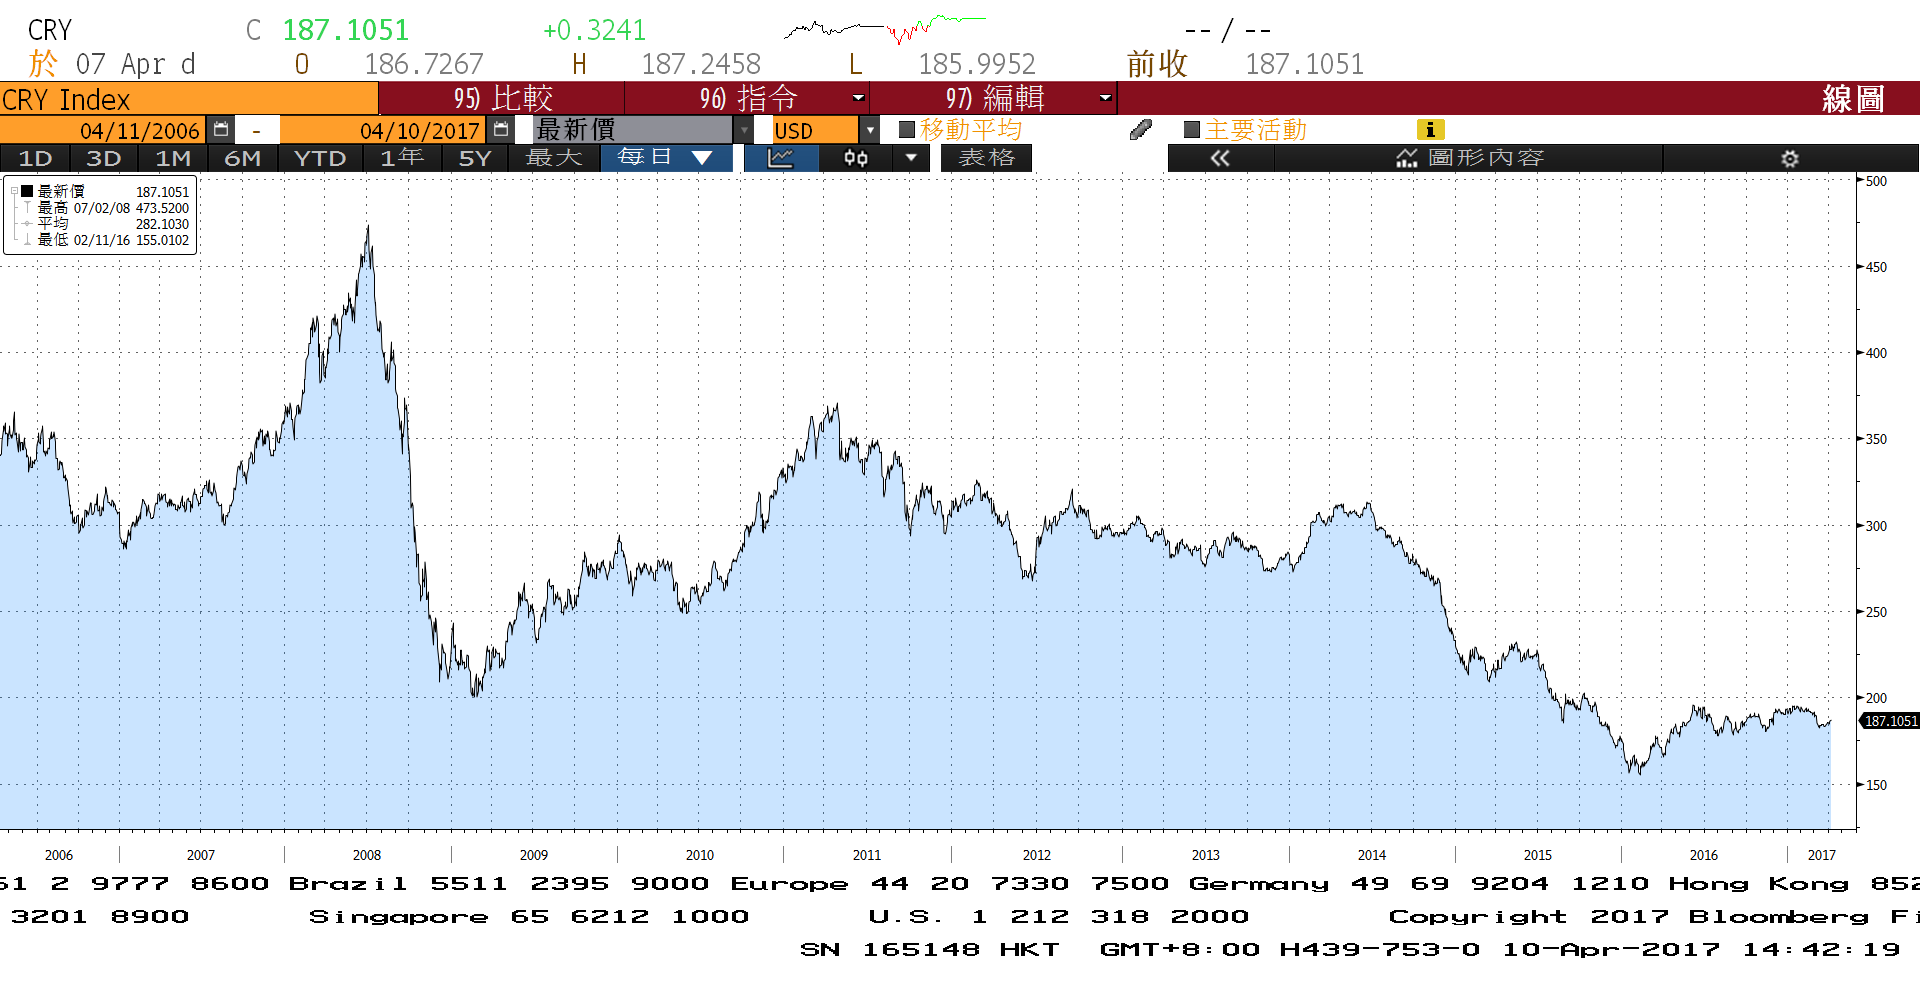 CRY C 187.1051 +0.3241 -- / --
於 07 Apr d O 186.7267 H 187.2458 L 185.9952 前收 187.1051
CRY Index 95) 比較 96) 指令 97) 編輯 線圖
04/11/2006 - 04/10/2017 最新價 USD 移動平均 主要活動 i
1D 3D 1M 6M YTD 1年 5Y 最大 每日 ▼ 表格 « 圖形內容
最新價 187.1051
最高 07/02/08 473.5200
平均 282.1030
最低 02/11/16 155.0102
500
450
400
350
300
250
200
187.1051
150
2006 2007 2008 2009 2010 2011 2012 2013 2014 2015 2016 2017
61 2 9777 8600 Brazil 5511 2395 9000 Europe 44 20 7330 7500 Germany 49 69 9204 1210 Hong Kong 852
3201 8900 Singapore 65 6212 1000 U.S. 1 212 318 2000 Copyright 2017 Bloomberg Fi
SN 165148 HKT GMT+8:00 H439-753-0 10-Apr-2017 14:42:19